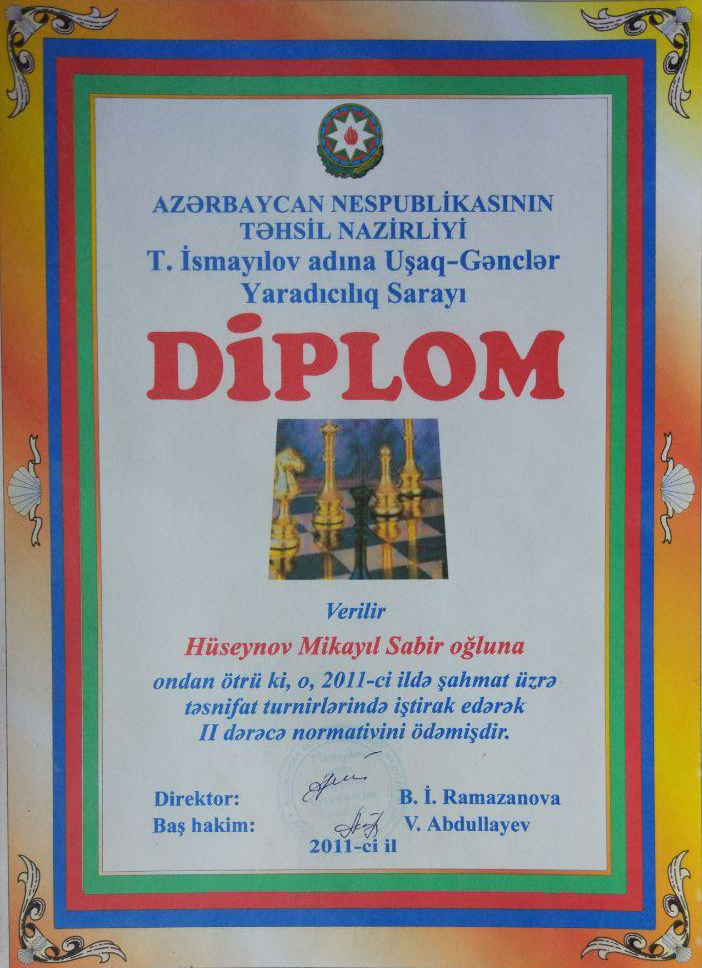 AZƏRBAYCAN NESPUBLİKASININ
TƏHSİL NAZİRLİYİ
T. İsmayılov adına Uşaq-Gənclər
Yaradıcılıq Sarayı
DİPLOM
Verilir
Hüseynov Mikayıl Sabir oğluna
ondan ötrü ki, o, 2011-ci ildə şahmat üzrə
təsnifat turnirlərində iştirak edərək
II dərəcə normativini ödəmişdir.
Direktor: B. İ. Ramazanova
Baş hakim: V. Abdullayev
2011-ci il